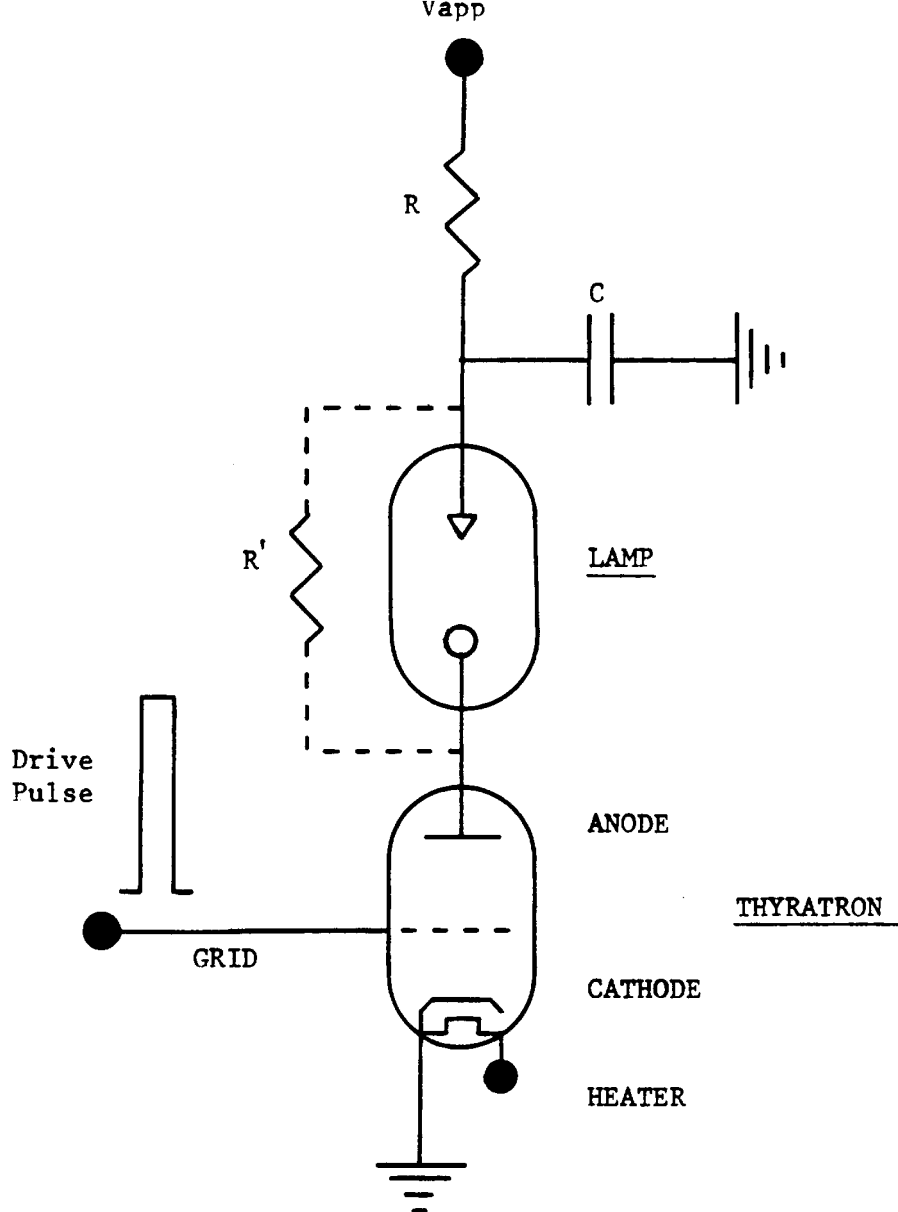 Vapp
R
C
R'
LAMP
Drive
Pulse
ANODE
THYRATRON
GRID
CATHODE
HEATER